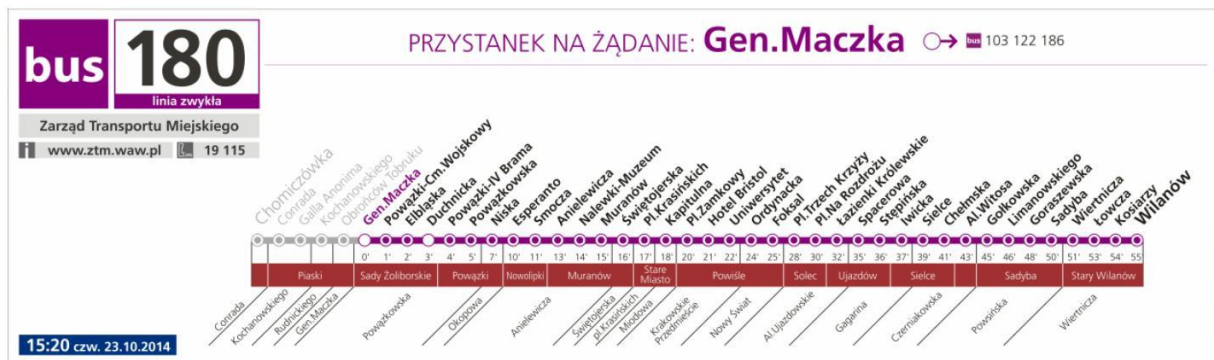 bus 180
linia zwykła
Zarząd Transportu Miejskiego
i www.ztm.waw.pl 19 115
PRZYSTANEK NA ŻĄDANIE: Gen.Maczka bus 103 122 186
Chomiczówka
Conrada
Galla Anonima
Kochanowskiego
Obrońców Tobruku
Gen.Maczka
Powązki-Cm.Wojskowy
Elbląska
Duchnicka
Powązki-IV Brama
Powązkowska
Niska
Esperanto
Smocza
Anielewicza
Nalewki-Muzeum
Muranów
Świętojerska
Pl.Krasińskich
Kapitulna
Pl.Zamkowy
Hotel Bristol
Uniwersytet
Ordynacka
Foksal
Pl.Trzech Krzyży
Pl.Na Rozdrożu
Łazienki Królewskie
Spacerowa
Stępińska
Iwicka
Sielce
Chełmska
Al.Witosa
Gołkowska
Limanowskiego
Goraszewska
Sadyba
Wiertnicza
Łowcza
Kosiarzy
Wilanów
0' 1' 2' 3' 4' 5' 7' 10' 11' 13' 14' 15' 16' 17' 18' 20' 21' 22' 24' 25' 28' 30' 32' 35' 36' 37' 39' 41' 43' 45' 46' 48' 50' 51' 53' 54' 55
Piaski Sady Żoliborskie Powązki Nowolipki Muranów Stare Miasto Powiśle Solec Ujazdów Sielce Sadyba Stary Wilanów
Conrada
Kochanowskiego
Rudnickiego
Gen.Maczka
Powązkowska
Okopowa
Anielewicza
Świętojerska
pl.Krasińskich
Miodowa
Krakowskie
Przedmieście
Nowy Świat
Al.Ujazdowskie
Gagarina
Czerniakowska
Powsińska
Wiertnicza
15:20 czw. 23.10.2014